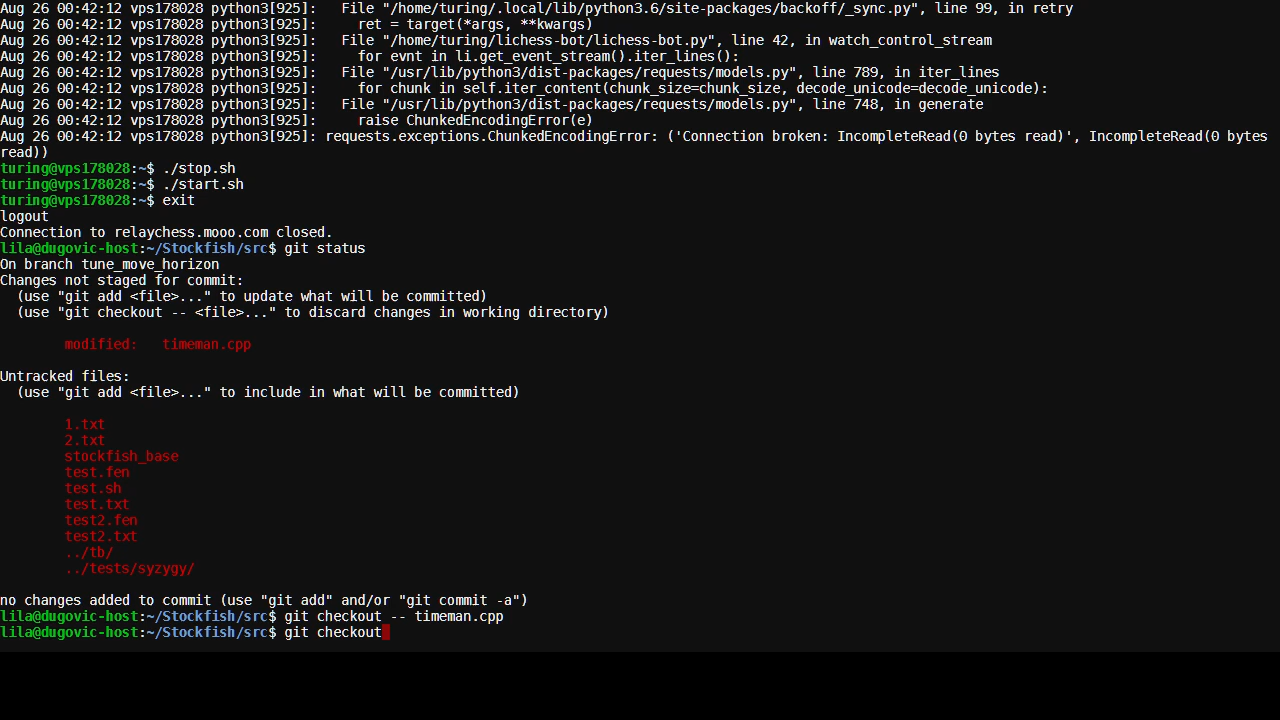 Aug 26 00:42:12 vps178028 python3[925]:   File "/home/turing/.local/lib/python3.6/site-packages/backoff/_sync.py", line 99, in retry
Aug 26 00:42:12 vps178028 python3[925]:     ret = target(*args, **kwargs)
Aug 26 00:42:12 vps178028 python3[925]:   File "/home/turing/lichess-bot/lichess-bot.py", line 42, in watch_control_stream
Aug 26 00:42:12 vps178028 python3[925]:     for evnt in li.get_event_stream().iter_lines():
Aug 26 00:42:12 vps178028 python3[925]:   File "/usr/lib/python3/dist-packages/requests/models.py", line 789, in iter_lines
Aug 26 00:42:12 vps178028 python3[925]:     for chunk in self.iter_content(chunk_size=chunk_size, decode_unicode=decode_unicode):
Aug 26 00:42:12 vps178028 python3[925]:   File "/usr/lib/python3/dist-packages/requests/models.py", line 748, in generate
Aug 26 00:42:12 vps178028 python3[925]:     raise ChunkedEncodingError(e)
Aug 26 00:42:12 vps178028 python3[925]: requests.exceptions.ChunkedEncodingError: ('Connection broken: IncompleteRead(0 bytes read)', IncompleteRead(0 bytes
read))
turing@vps178028:~$ ./stop.sh
turing@vps178028:~$ ./start.sh
turing@vps178028:~$ exit
logout
Connection to relaychess.mooo.com closed.
lila@dugovic-host:~/Stockfish/src$ git status
On branch tune_move_horizon
Changes not staged for commit:
  (use "git add <file>..." to update what will be committed)
  (use "git checkout -- <file>..." to discard changes in working directory)
        modified:   timeman.cpp
Untracked files:
  (use "git add <file>..." to include in what will be committed)
        1.txt
        2.txt
        stockfish_base
        test.fen
        test.sh
        test.txt
        test2.fen
        test2.txt
        ../tb/
        ../tests/syzygy/
no changes added to commit (use "git add" and/or "git commit -a")
lila@dugovic-host:~/Stockfish/src$ git checkout -- timeman.cpp
lila@dugovic-host:~/Stockfish/src$ git checkout